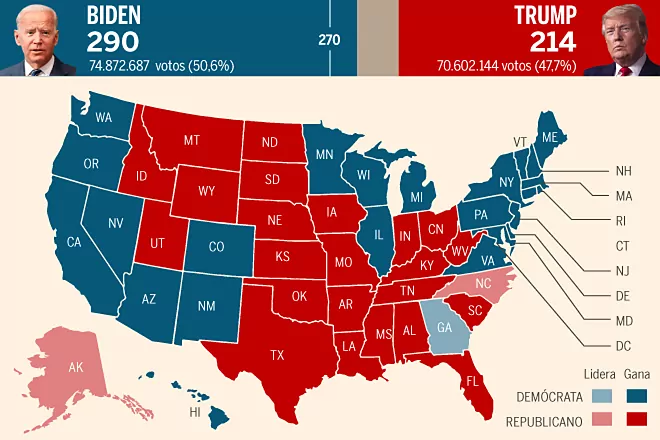 BIDEN
290
74.872.687 votos (50,6%)
270
TRUMP
214
70.602.144 votos (47,7%)
WA
OR
CA
NV
ID
MT
WY
UT
AZ
CO
NM
ND
SD
NE
KS
OK
TX
MN
IA
MO
AR
LA
WI
IL
MI
IN
CN
KY
TN
MS
AL
GA
FL
SC
NC
WV
VA
PA
NY
VT
ME
NH
MA
RI
CT
NJ
DE
MD
DC
AK
HI
Lidera Gana
DEMÓCRATA
REPUBLICANO